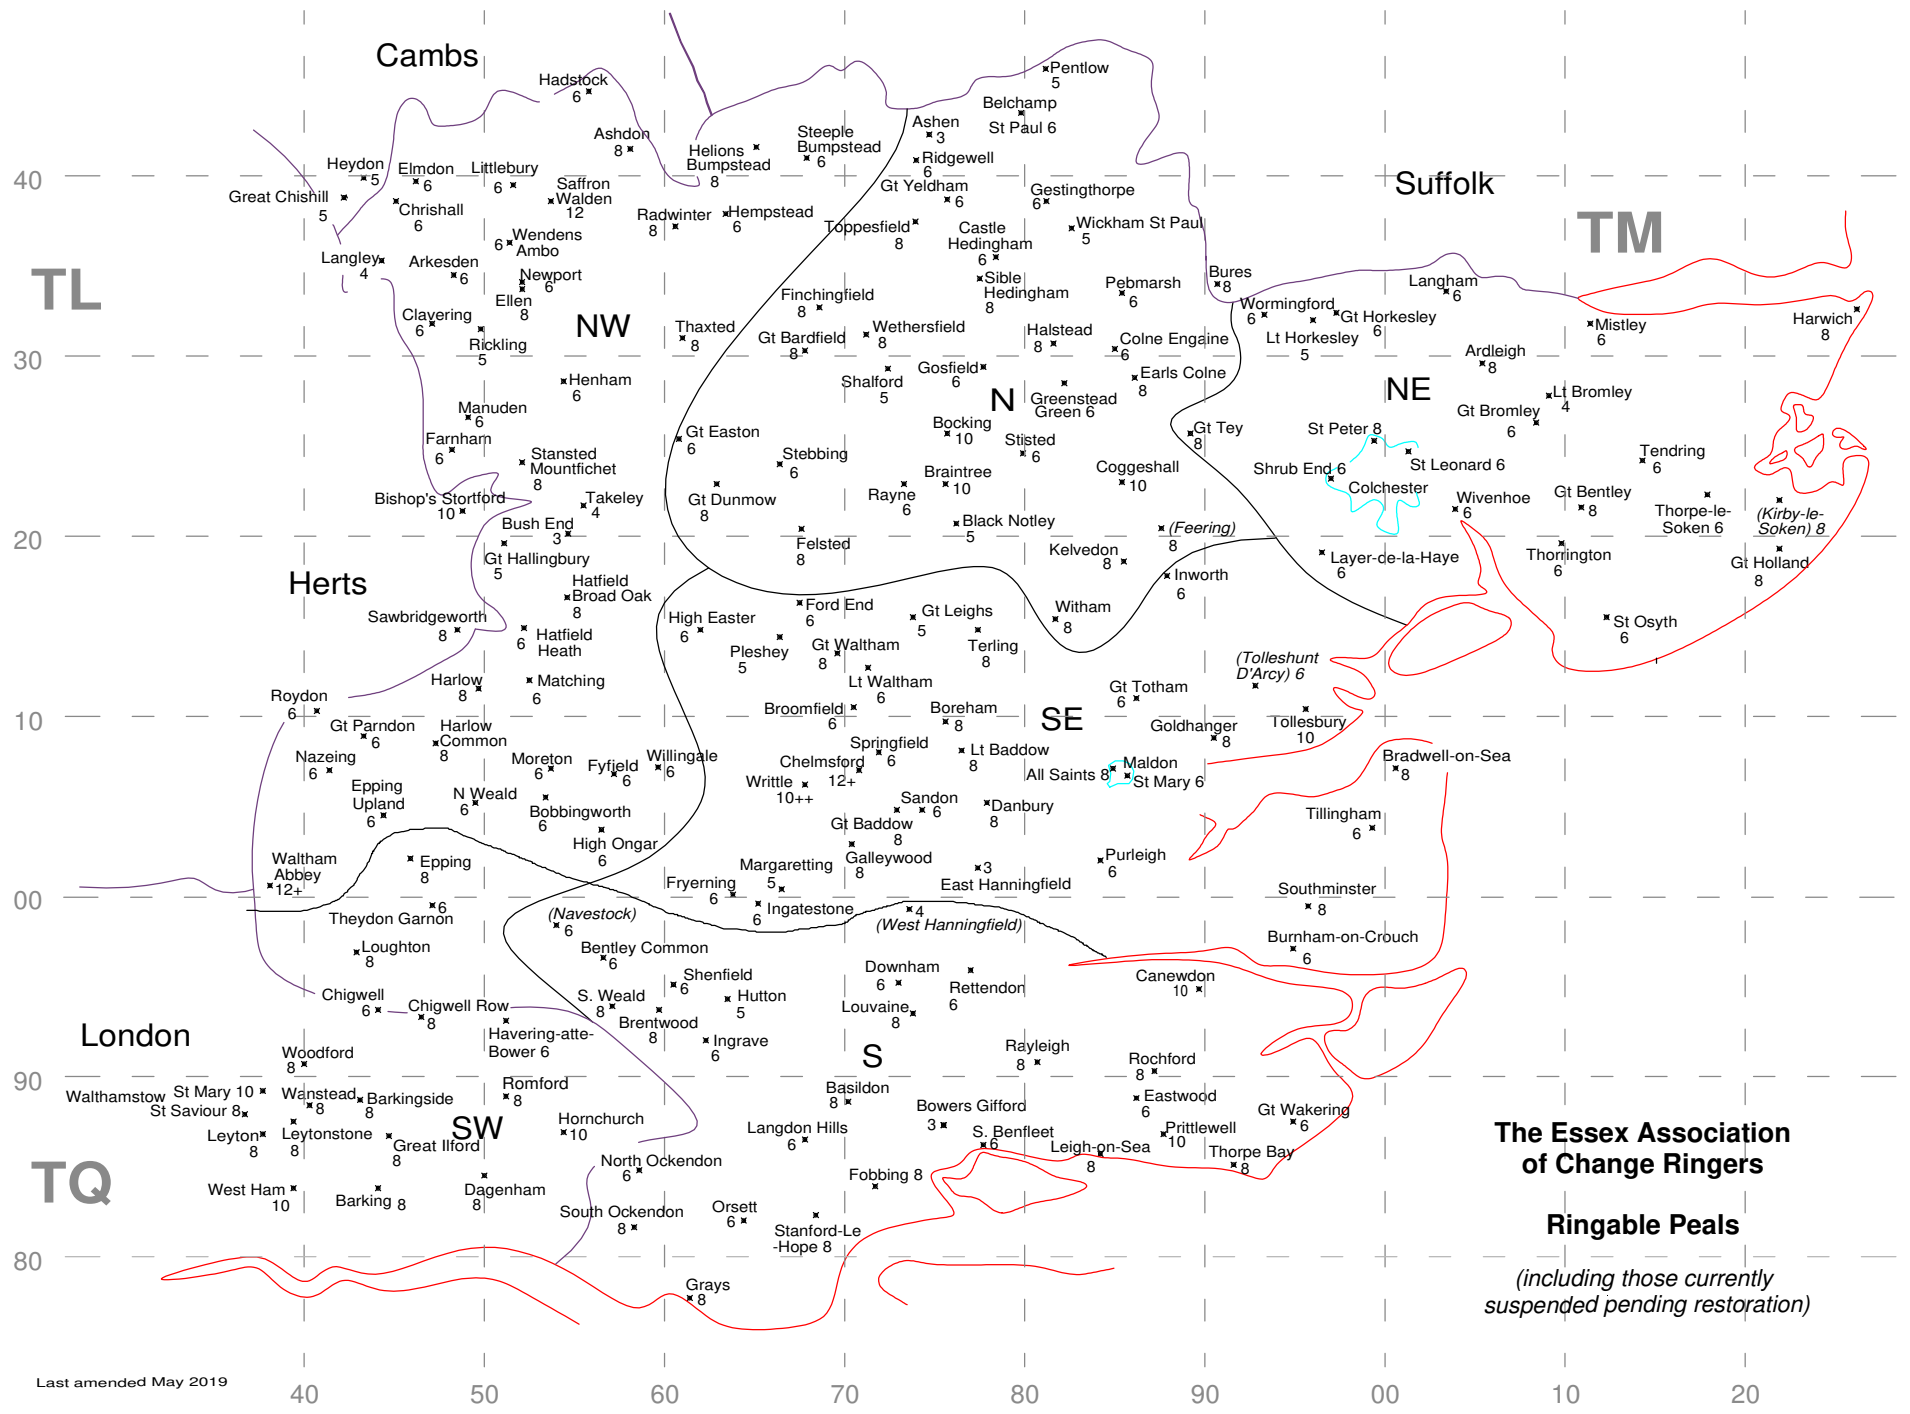 Cambs
Hadstock
6
Pentlow
5
Belchamp
St Paul 6
Ashen
3
Ashdon
8
Steeple
Bumpstead
6
Helions
Bumpstead
8
Ridgewell
6
Heydon
5
Elmdon
6
Littlebury
6
Saffron
Walden
12
40
Great Chishill
5
Chrishall
6
Gt Yeldham
6
Gestingthorpe
6
Suffolk
Radwinter
8
Hempstead
6
Toppesfield
8
Castle
Hedingham
6
Wickham St Paul
5
TM
Wendens
6
Ambo
Langley
4
Arkesden
6
Newport
6
Ellen
8
TL
Sible
Hedingham
8
Pebmarsh
6
Bures
8
Langham
6
Finchingfield
8
Wormingford
6
Gt Horkesley
6
Lt Horkesley
5
Mistley
6
Harwich
8
Clavering
6
Rickling
5
NW
Thaxted
8
Gt Bardfield
8
Wethersfield
8
Halstead
8
Colne Engaine
6
Ardleigh
8
30
Henham
6
Shalford
5
Gosfield
6
N
Greenstead
Green 6
Earls Colne
8
NE
Lt Bromley
4
Gt Bromley
6
Manuden
6
Farnham
6
Gt Easton
6
Bocking
10
Stisted
6
Gt Tey
8
St Peter 8
St Leonard 6
Shrub End 6
Colchester
Tendring
6
Stansted
Mountfichet
8
Stebbing
6
Gt Dunmow
8
Rayne
6
Braintree
10
Coggeshall
10
Bishop's Stortford
10
Takeley
4
Bush End
3
Black Notley
5
(Feering)
8
Wivenhoe
6
Gt Bentley
8
Thorpe-le-
Soken 6
(Kirby-le-
Soken) 8
20
Gt Hallingbury
5
Felsted
8
Kelvedon
8
Layer-de-la-Haye
6
Thorrington
6
Gt Holland
8
Herts
Hatfield
Broad Oak
8
Inworth
6
Sawbridgeworth
8
Hatfield
Heath
6
High Easter
6
Ford End
6
Gt Leighs
5
Witham
8
St Osyth
6
Pleshey
5
Gt Waltham
8
Terling
8
(Tolleshunt
D'Arcy) 6
Harlow
8
Matching
6
Lt Waltham
6
Gt Totham
6
Roydon
6
Broomfield
6
Boreham
8
SE
Goldhanger
8
Tollesbury
10
10
Gt Parndon
6
Harlow
Common
8
Nazeing
6
Moreton
6
Fyfield
6
Willingale
6
Springfield
6
Chelmsford
12+
Lt Baddow
8
Writtle
10++
Maldon
All Saints 8
St Mary 6
Bradwell-on-Sea
8
Epping
Upland
6
N Weald
6
Bobbingworth
6
Sandon
6
Danbury
8
Gt Baddow
8
Tillingham
6
High Ongar
6
Galleywood
8
Waltham
Abbey
12+
Epping
8
Margaretting
5
3
East Hanningfield
Purleigh
6
00
Fryerning
6
Southminster
8
Theydon Garnon
6
(Navestock)
6
Ingatestone
6
4
(West Hanningfield)
Loughton
8
Bentley Common
6
Burnham-on-Crouch
6
Shenfield
6
Downham
6
Rettendon
6
Canewdon
10
Chigwell
6
Chigwell Row
8
S. Weald
8
Hutton
5
Louvaine
8
London
Havering-atte-
Bower 6
Brentwood
8
Ingrave
6
S
Woodford
8
Rayleigh
8
Rochford
8
90
Walthamstow
St Mary 10
St Saviour 8
Wanstead
8
Barkingside
8
Romford
8
Basildon
8
Bowers Gifford
3
Eastwood
6
Gt Wakering
6
Leyton
8
Leytonstone
8
Great Ilford
8
SW
Hornchurch
10
Langdon Hills
6
S. Benfleet
6
Leigh-on-Sea
8
Prittlewell
10
Thorpe Bay
8
The Essex Association
of Change Ringers
TQ
North Ockendon
6
West Ham
10
Barking
8
Dagenham
8
Fobbing 8
South Ockendon
8
Orsett
6
Stanford-Le
-Hope 8
Ringable Peals
80
Grays
8
(including those currently
suspended pending restoration)
Last amended May 2019
40 50 60 70 80 90 00 10 20